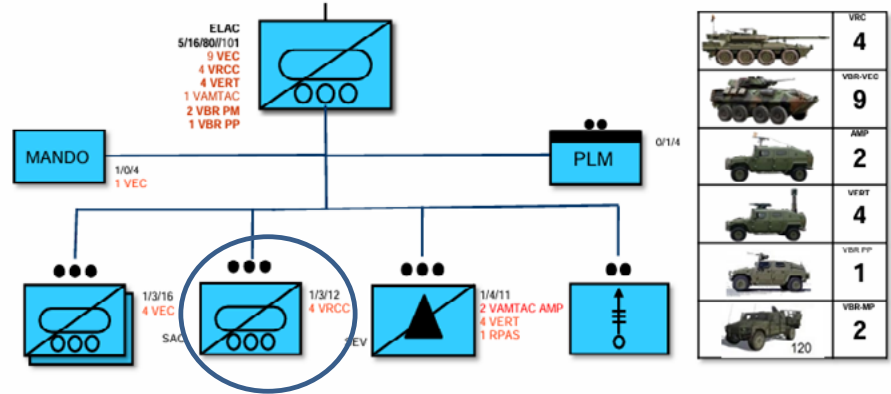 ELAC
5/16/80//101
9 VEC
4 VRCC
4 VERT
1 VAMTAC
2 VBR PM
1 VBR PP
MANDO
1/0/4
1 VEC
PLM
0/1/4
1/3/16
4 VEC
SAC
1/3/12
4 VRCC
1/4/11
2 VAMTAC AMP
4 VERT
1 RPAS
VRC
4
VBR-VEC
9
AMP
2
VERT
4
VBR PP
1
VBR-MP
2
120